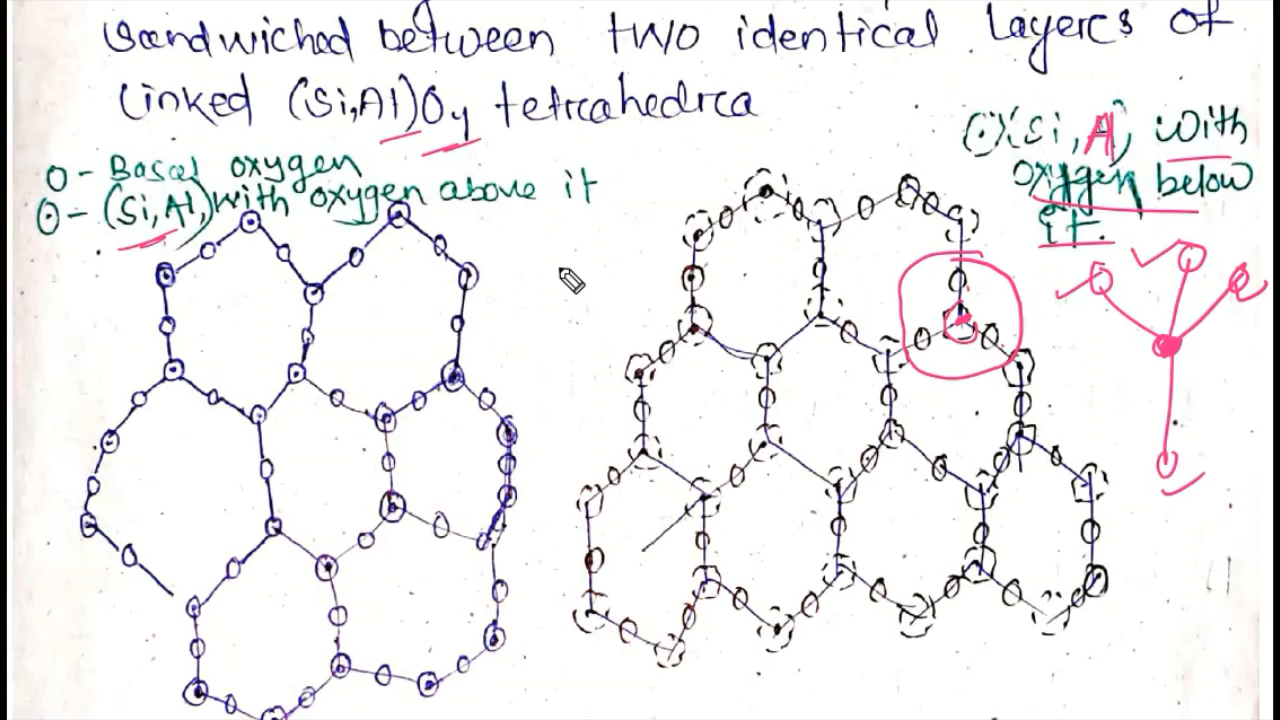 Sandwiched between two identical layers of
linked (Si,Al)O4 tetrahedra
O - Basal oxygen
⊙ - (Si,Al) with oxygen above it
(Si, Al) with
oxygen below
it.